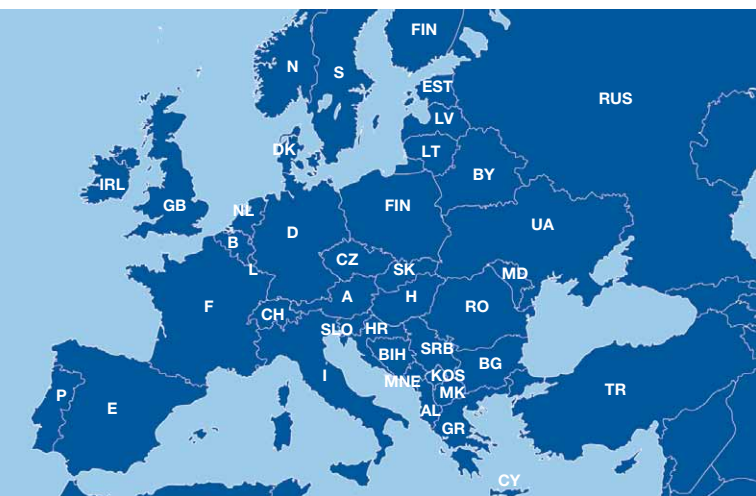 FIN
N
S
EST
RUS
LV
DK
LT
BY
IRL
GB
NL
FIN
D
UA
B
CZ
L
SK
MD
A
H
F
RO
CH
SLO
HR
SRB
BIH
BG
I
KOS
MNE
TR
MK
P
E
AL
GR
CY